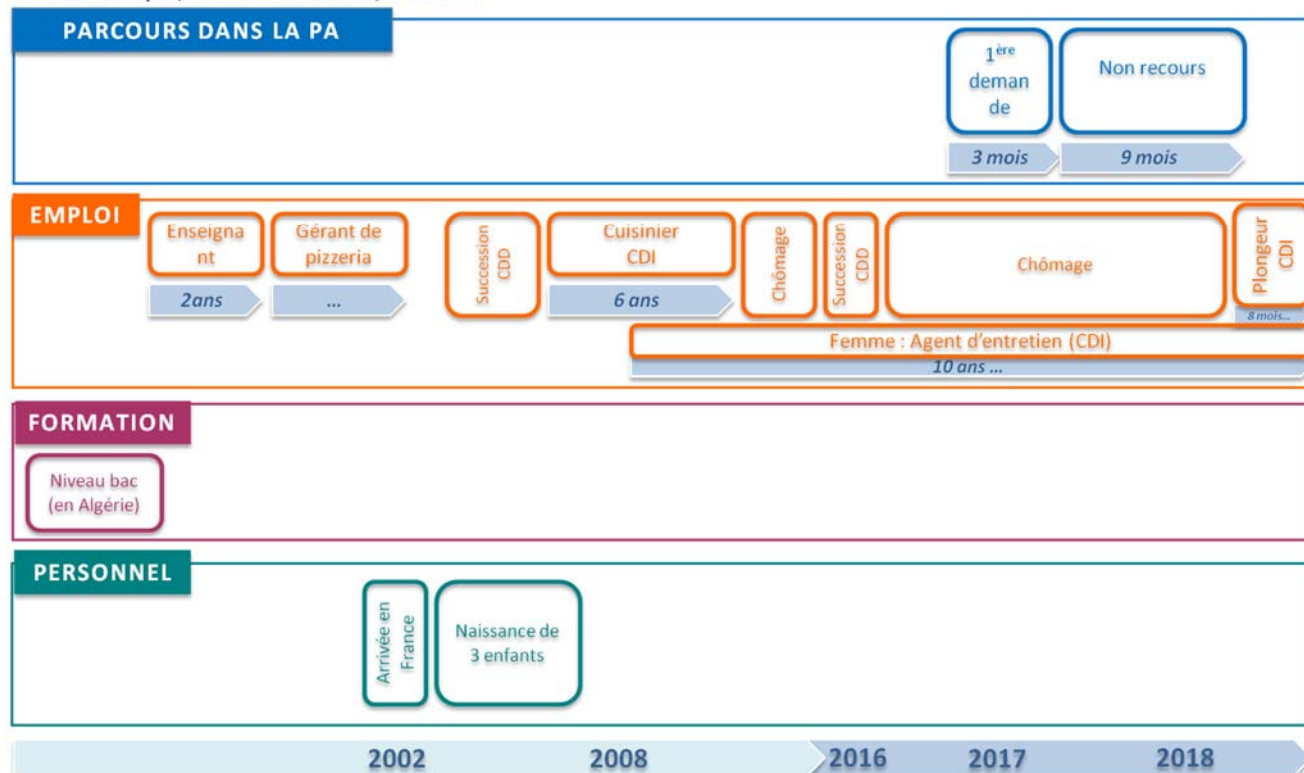 PARCOURS DANS LA PA
1ère
deman
de
Non recours
3 mois
9 mois
EMPLOI
Enseigna
nt
Gérant de
pizzeria
Succession
CDD
Cuisinier
CDI
Chômage
Succession
CDD
Chômage
Plongeur
CDI
2ans
...
6 ans
8 mois...
Femme : Agent d'entretien (CDI)
10 ans ...
FORMATION
Niveau bac
(en Algérie)
PERSONNEL
Arrivée en
France
Naissance de
3 enfants
2002
2008
2016
2017
2018